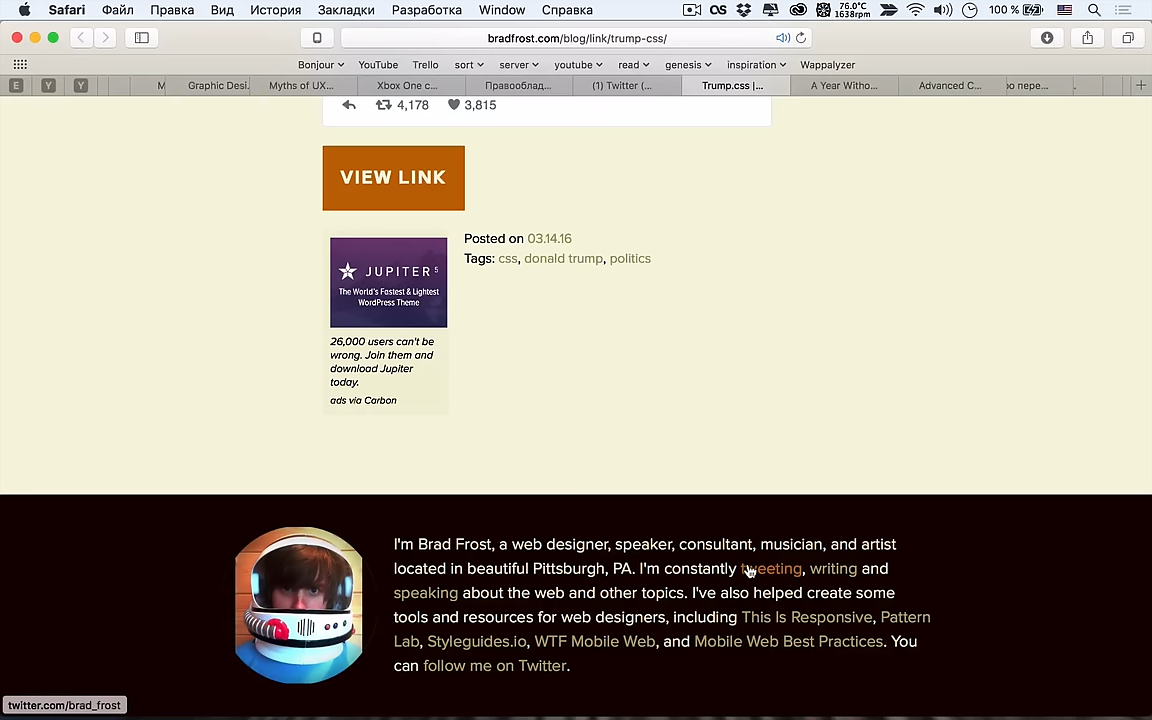 Safari Файл Правка Вид История Закладки Разработка Window Справка
OS 76.0°C 1638rpm 100 %
bradfrost.com/blog/link/trump-css/
Bonjour YouTube Trello sort server youtube read genesis inspiration Wappalyzer
E Y Y M Graphic Desi. Myths of UX... Xbox One c... Правообллад... (1) Twitter (... Trump.css |... A Year Witho... Advanced C... ро пере...
4,178 3,815
VIEW LINK
JUPITER 5
The World's Fastest & Lightest
WordPress Theme
26,000 users can't be
wrong. Join them and
download Jupiter
today.
ads via Carbon
Posted on 03.14.16
Tags: css, donald trump, politics
I'm Brad Frost, a web designer, speaker, consultant, musician, and artist
located in beautiful Pittsburgh, PA. I'm constantly tweeting, writing and
speaking about the web and other topics. I've also helped create some
tools and resources for web designers, including This Is Responsive, Pattern
Lab, Styleguides.io, WTF Mobile Web, and Mobile Web Best Practices. You
can follow me on Twitter.
twitter.com/brad_frost